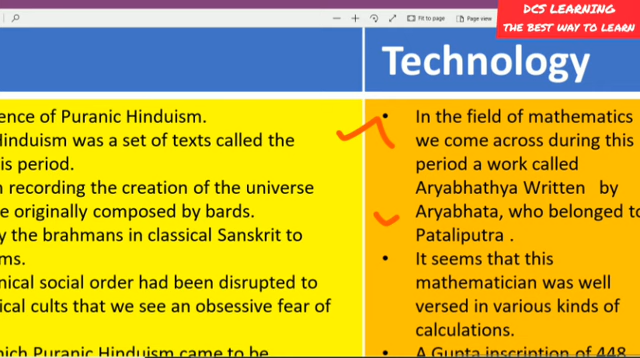 DCS LEARNING
THE BEST WAY TO LEARN
Fit to page
Page view
Technology
ence of Puranic Hinduism.
Hinduism was a set of texts called the
is period.
n recording the creation of the universe
e originally composed by bards.
y the brahmans in classical Sanskrit to
ms.
nical social order had been disrupted to
ical cults that we see an obsessive fear of
hich Puranic Hinduism came to be
• In the field of mathematics
we come across during this
period a work called
Aryabhathya Written by
Aryabhata, who belonged to
Pataliputra .
• It seems that this
mathematician was well
versed in various kinds of
calculations.
• A Gupta inscription of 448